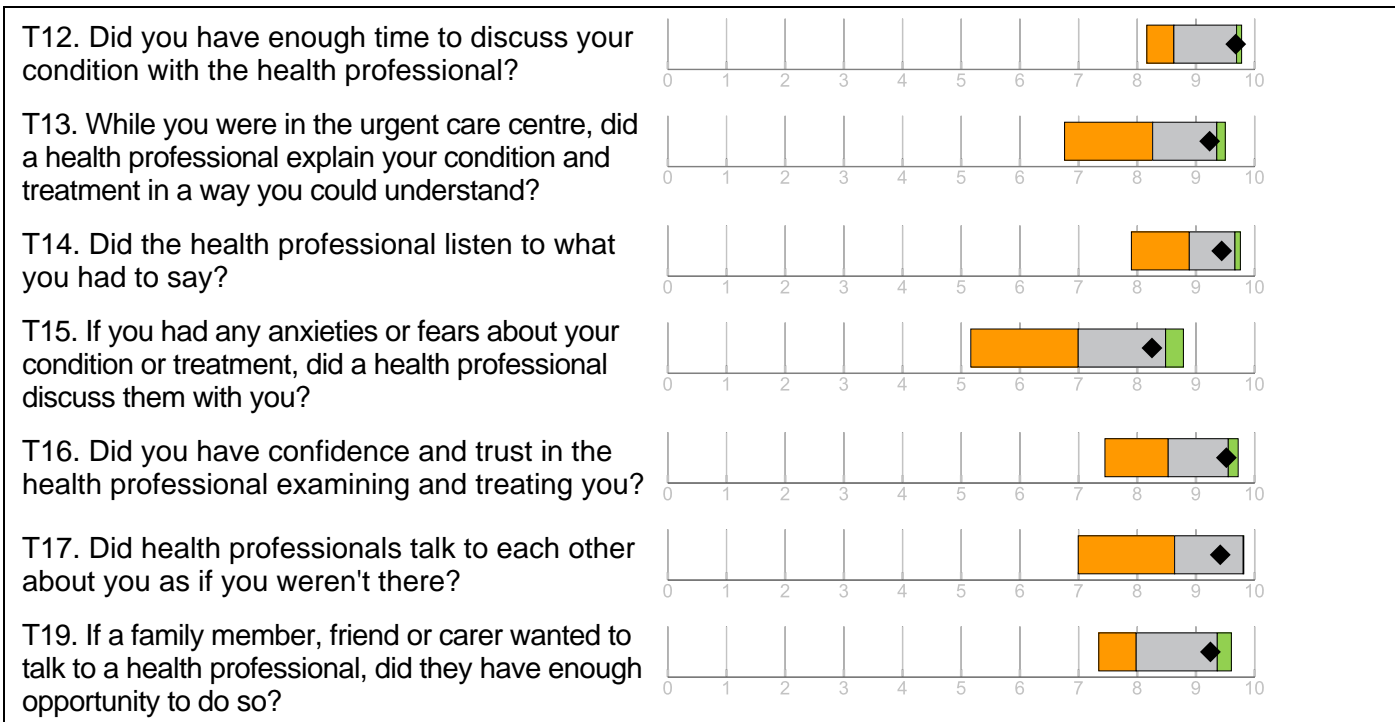 T12. Did you have enough time to discuss your
condition with the health professional?
0 1 2 3 4 5 6 7 8 9 10
T13. While you were in the urgent care centre, did
a health professional explain your condition and
treatment in a way you could understand?
0 1 2 3 4 5 6 7 8 9 10
T14. Did the health professional listen to what
you had to say?
0 1 2 3 4 5 6 7 8 9 10
T15. If you had any anxieties or fears about your
condition or treatment, did a health professional
discuss them with you?
0 1 2 3 4 5 6 7 8 9 10
T16. Did you have confidence and trust in the
health professional examining and treating you?
0 1 2 3 4 5 6 7 8 9 10
T17. Did health professionals talk to each other
about you as if you weren't there?
0 1 2 3 4 5 6 7 8 9 10
T19. If a family member, friend or carer wanted to
talk to a health professional, did they have enough
opportunity to do so?
0 1 2 3 4 5 6 7 8 9 10